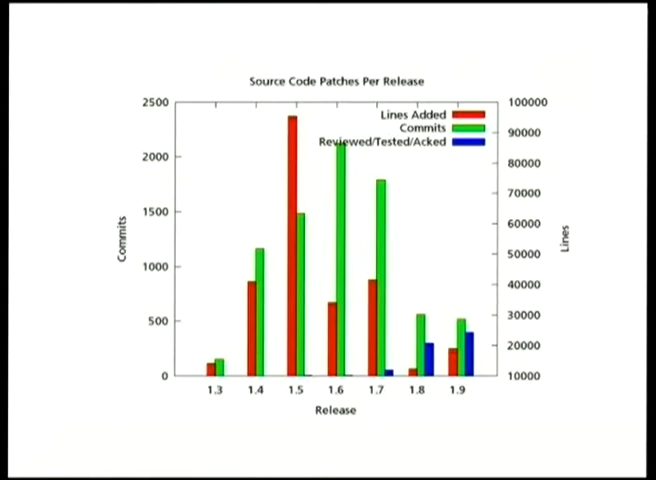 Source Code Patches Per Release
2500
2000
1500
1000
500
0
Commits
Lines Added
Commits
Reviewed/Tested/Acked
100000
90000
80000
70000
60000
50000
40000
30000
20000
10000
Lines
1.3 1.4 1.5 1.6 1.7 1.8 1.9
Release